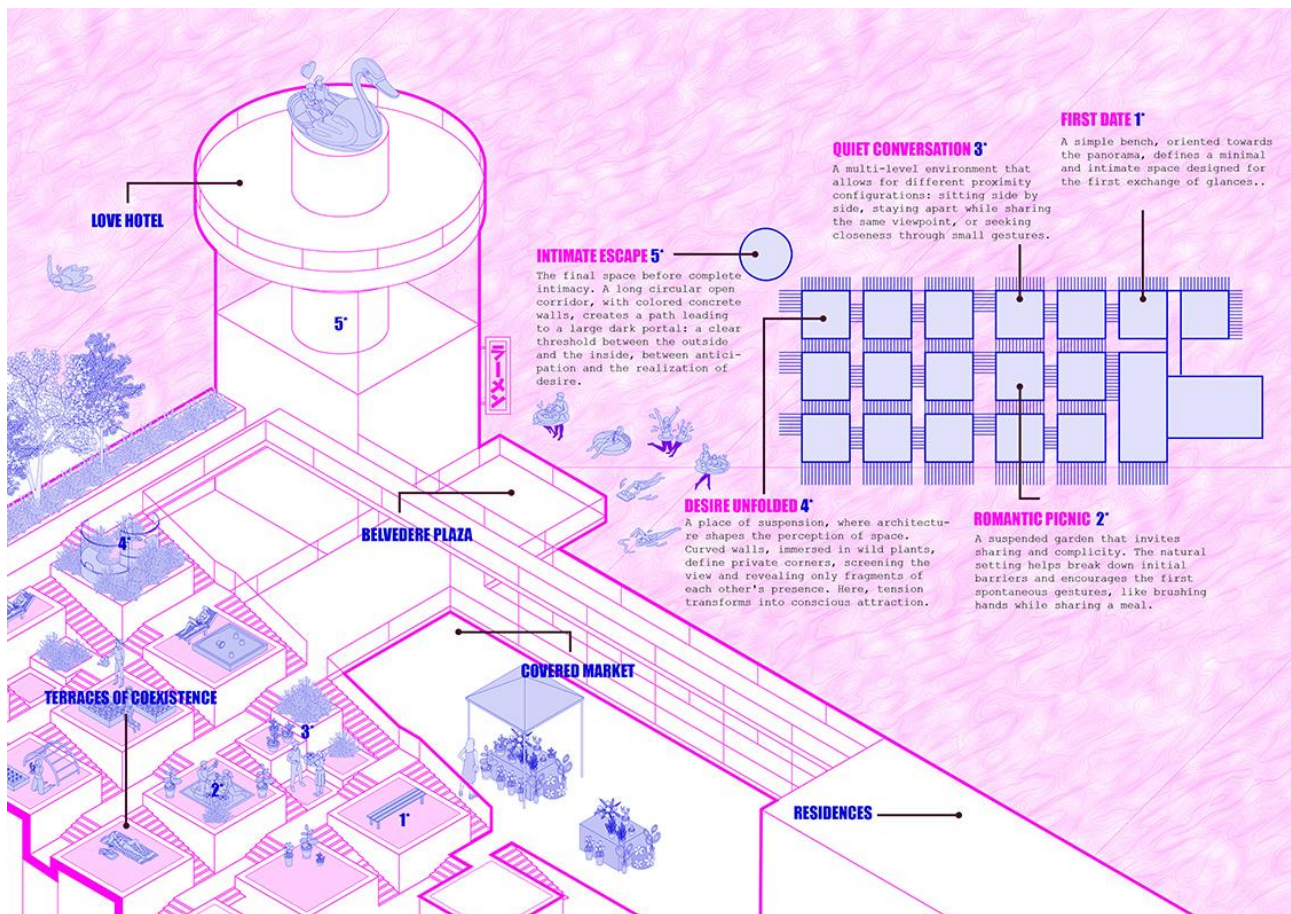 FIRST DATE 1*
A simple bench, oriented towards
the panorama, defines a minimal
and intimate space designed for
the first exchange of glances..
QUIET CONVERSATION 3*
A multi-level environment that
allows for different proximity
configurations: sitting side by
side, staying apart while sharing
the same viewpoint, or seeking
closeness through small gestures.
LOVE HOTEL
INTIMATE ESCAPE 5*
The final space before complete
intimacy. A long circular open
corridor, with colored concrete
walls, creates a path leading
to a large dark portal: a clear
threshold between the outside
and the inside, between antici-
pation and the realization of
desire.
5*
ラーメン
DESIRE UNFOLDED 4*
A place of suspension, where architectu-
re shapes the perception of space.
Curved walls, immersed in wild plants,
define private corners, screening the
view and revealing only fragments of
each other's presence. Here, tension
transforms into conscious attraction.
ROMANTIC PICNIC 2*
A suspended garden that invites
sharing and complicity. The natural
setting helps break down initial
barriers and encourages the first
spontaneous gestures, like brushing
hands while sharing a meal.
BELVEDERE PLAZA
4*
COVERED MARKET
TERRACES OF COEXISTENCE
3*
2*
1*
RESIDENCES